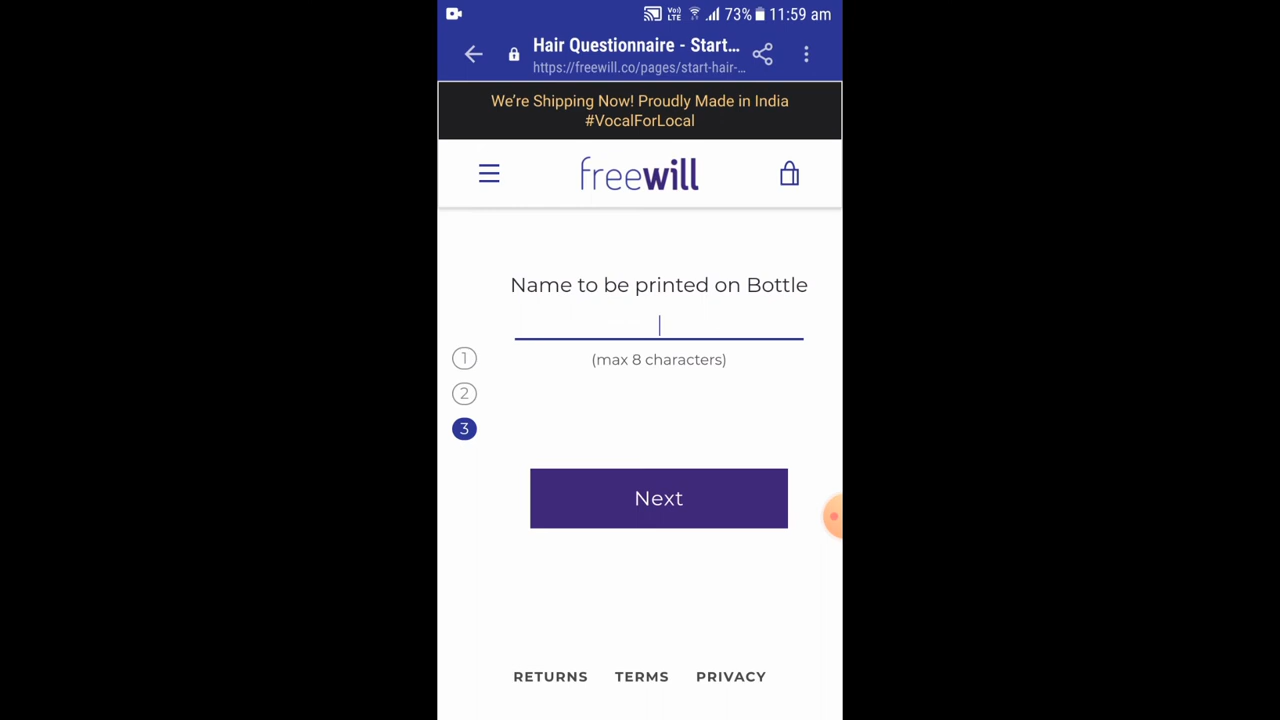 73% 11:59 am
Hair Questionnaire - Start...
https://freewill.co/pages/start-hair-...
We're Shipping Now! Proudly Made in India
#VocalForLocal
freewill
Name to be printed on Bottle
(max 8 characters)
1
2
3
Next
RETURNS TERMS PRIVACY